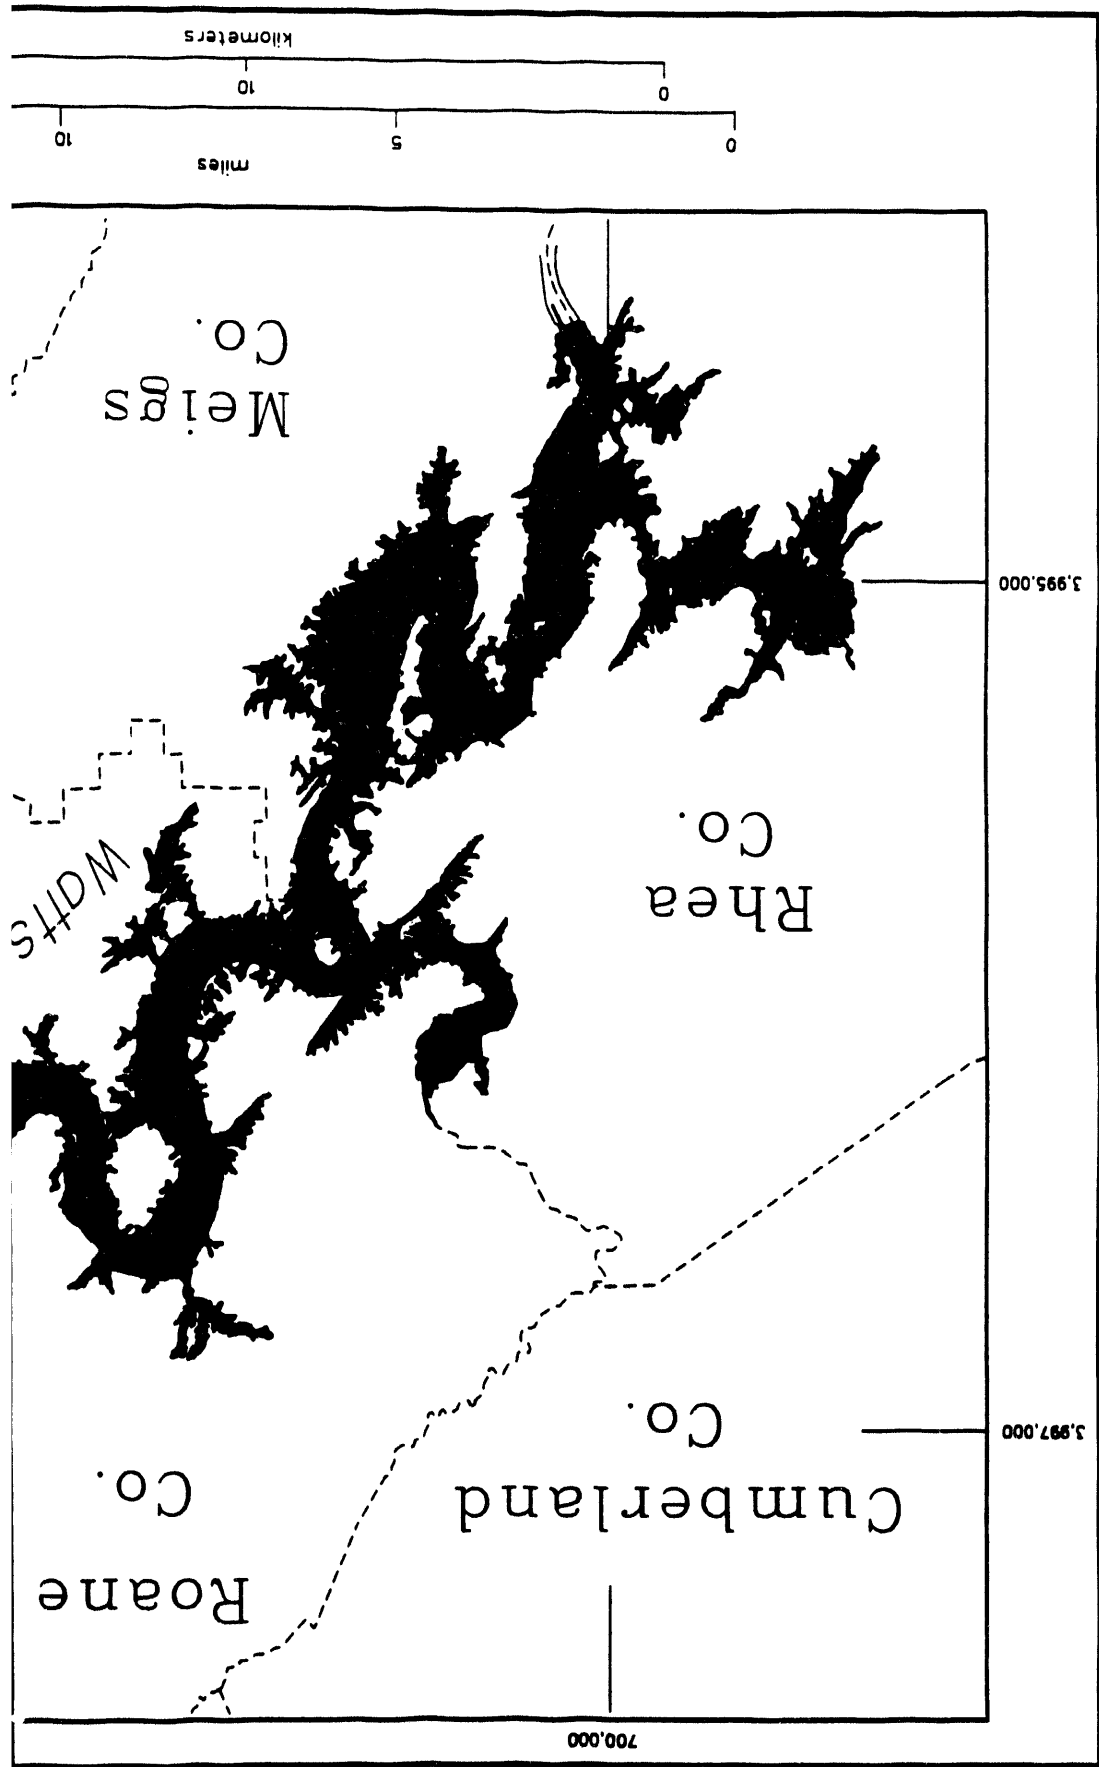 700,000
Roane
Co.
Cumberland
Co.
3,997,000
Rhea
Co.
Watts
3,995,000
Meigs
Co.
miles
0 5 10
0 10
kilometers